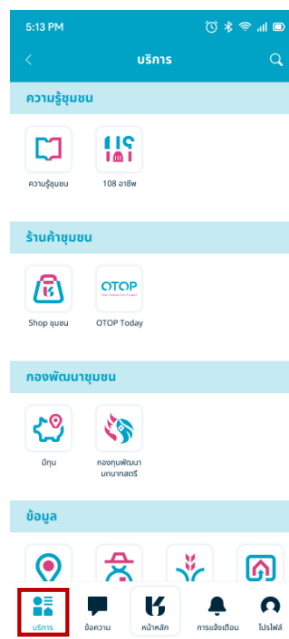 5:13 PM
บริการ
ความรู้ชุมชน
ความรู้ชุมชน
108 อาชีพ
ร้านค้าชุมชน
OTOP
Shop ชุมชน
OTOP Today
กองพัฒนาชุมชน
มีทุน
กองทุนพัฒนา
บทบาทสตรี
ข้อมูล
บริการ
ข้อความ
หน้าหลัก
การแจ้งเตือน
โปรไฟล์